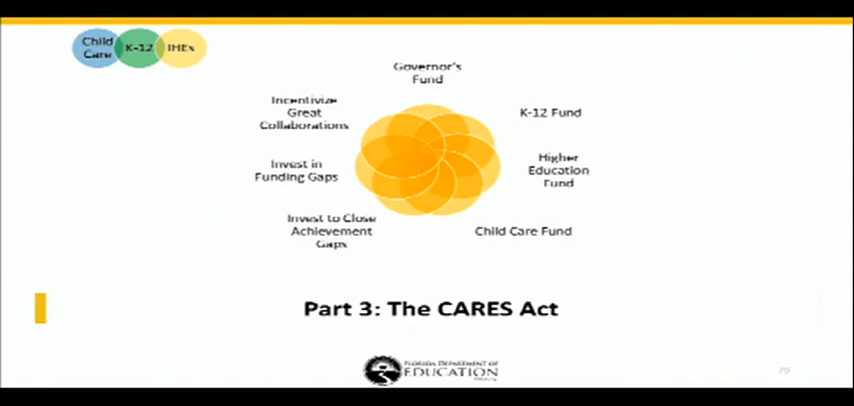 Child
Care
K-12
IHEs
Governor's
Fund
Incentivize
Great
Collaborations
K-12 Fund
Invest in
Funding Gaps
Higher
Education
Fund
Invest to Close
Achievement
Gaps
Child Care Fund
Part 3: The CARES Act
FLORIDA DEPARTMENT OF
EDUCATION